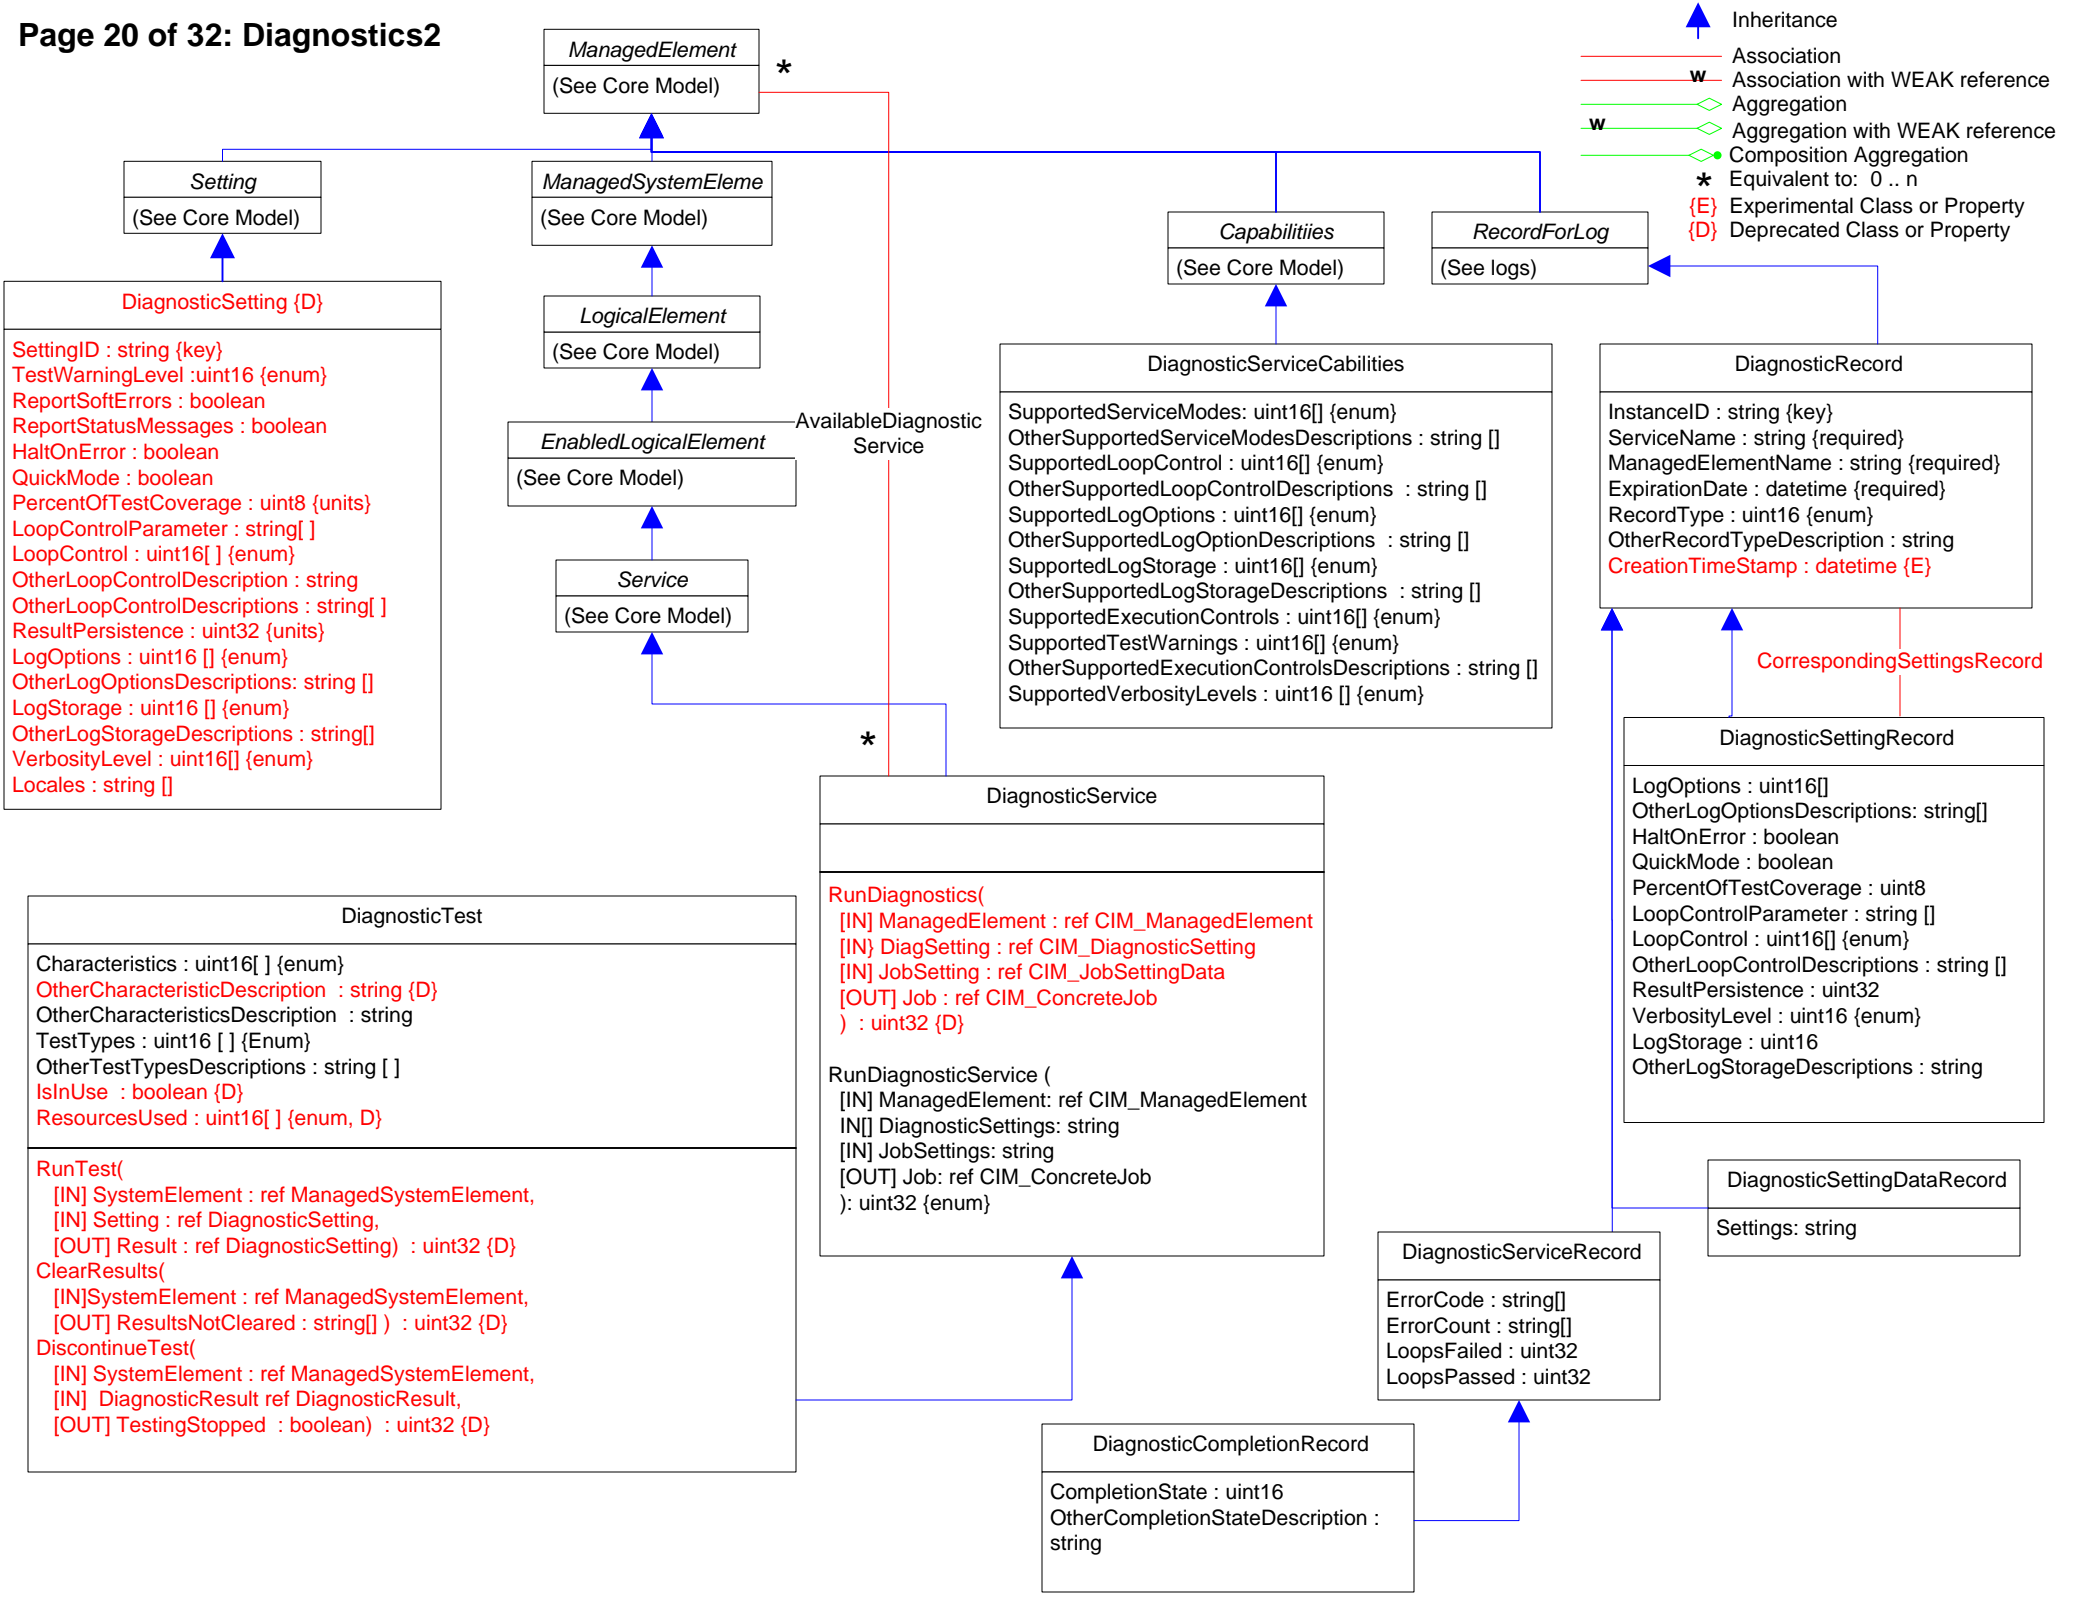 Page 20 of 32: Diagnostics2
Inheritance
Association
w
Association with WEAK reference
Aggregation
w
Aggregation with WEAK reference
Composition Aggregation
* Equivalent to: 0 .. n
{E} Experimental Class or Property
{D} Deprecated Class or Property
ManagedElement
(See Core Model)
*
Setting
(See Core Model)
ManagedSystemEleme
(See Core Model)
Capabilitiies
(See Core Model)
RecordForLog
(See logs)
LogicalElement
(See Core Model)
EnabledLogicalElement
(See Core Model)
AvailableDiagnostic
Service
Service
(See Core Model)
DiagnosticSetting {D}
SettingID : string {key}
TestWarningLevel :uint16 {enum}
ReportSoftErrors : boolean
ReportStatusMessages : boolean
HaltOnError : boolean
QuickMode : boolean
PercentOfTestCoverage : uint8 {units}
LoopControlParameter : string[ ]
LoopControl : uint16[ ] {enum}
OtherLoopControlDescription : string
OtherLoopControlDescriptions : string[ ]
ResultPersistence : uint32 {units}
LogOptions : uint16 [] {enum}
OtherLogOptionsDescriptions: string []
LogStorage : uint16 [] {enum}
OtherLogStorageDescriptions : string[]
VerbosityLevel : uint16[] {enum}
Locales : string []
DiagnosticServiceCabilities
SupportedServiceModes: uint16[] {enum}
OtherSupportedServiceModesDescriptions : string []
SupportedLoopControl : uint16[] {enum}
OtherSupportedLoopControlDescriptions : string []
SupportedLogOptions : uint16[] {enum}
OtherSupportedLogOptionDescriptions : string []
SupportedLogStorage : uint16[] {enum}
OtherSupportedLogStorageDescriptions : string []
SupportedExecutionControls : uint16[] {enum}
SupportedTestWarnings : uint16[] {enum}
OtherSupportedExecutionControlsDescriptions : string []
SupportedVerbosityLevels : uint16 [] {enum}
DiagnosticRecord
InstanceID : string {key}
ServiceName : string {required}
ManagedElementName : string {required}
ExpirationDate : datetime {required}
RecordType : uint16 {enum}
OtherRecordTypeDescription : string
CreationTimeStamp : datetime {E}
CorrespondingSettingsRecord
DiagnosticSettingRecord
LogOptions : uint16[]
OtherLogOptionsDescriptions: string[]
HaltOnError : boolean
QuickMode : boolean
PercentOfTestCoverage : uint8
LoopControlParameter : string []
LoopControl : uint16[] {enum}
OtherLoopControlDescriptions : string []
ResultPersistence : uint32
VerbosityLevel : uint16 {enum}
LogStorage : uint16
OtherLogStorageDescriptions : string
*
DiagnosticService
RunDiagnostics(
[IN] ManagedElement : ref CIM_ManagedElement
[IN} DiagSetting : ref CIM_DiagnosticSetting
[IN] JobSetting : ref CIM_JobSettingData
[OUT] Job : ref CIM_ConcreteJob
) : uint32 {D}
RunDiagnosticService (
[IN] ManagedElement: ref CIM_ManagedElement
IN[] DiagnosticSettings: string
[IN] JobSettings: string
[OUT] Job: ref CIM_ConcreteJob
): uint32 {enum}
DiagnosticTest
Characteristics : uint16[ ] {enum}
OtherCharacteristicDescription : string {D}
OtherCharacteristicsDescription : string
TestTypes : uint16 [ ] {Enum}
OtherTestTypesDescriptions : string [ ]
IsInUse : boolean {D}
ResourcesUsed : uint16[ ] {enum, D}
RunTest(
[IN] SystemElement : ref ManagedSystemElement,
[IN] Setting : ref DiagnosticSetting,
[OUT] Result : ref DiagnosticSetting) : uint32 {D}
ClearResults(
[IN]SystemElement : ref ManagedSystemElement,
[OUT] ResultsNotCleared : string[] ) : uint32 {D}
DiscontinueTest(
[IN] SystemElement : ref ManagedSystemElement,
[IN] DiagnosticResult ref DiagnosticResult,
[OUT] TestingStopped : boolean) : uint32 {D}
DiagnosticSettingDataRecord
Settings: string
DiagnosticServiceRecord
ErrorCode : string[]
ErrorCount : string[]
LoopsFailed : uint32
LoopsPassed : uint32
DiagnosticCompletionRecord
CompletionState : uint16
OtherCompletionStateDescription :
string